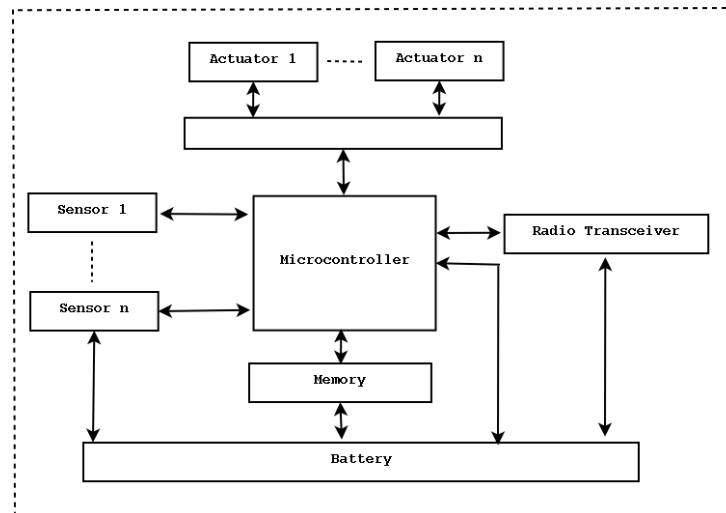 Actuator 1
Actuator n
Sensor 1
Radio Transceiver
Microcontroller
Sensor n
Memory
Battery